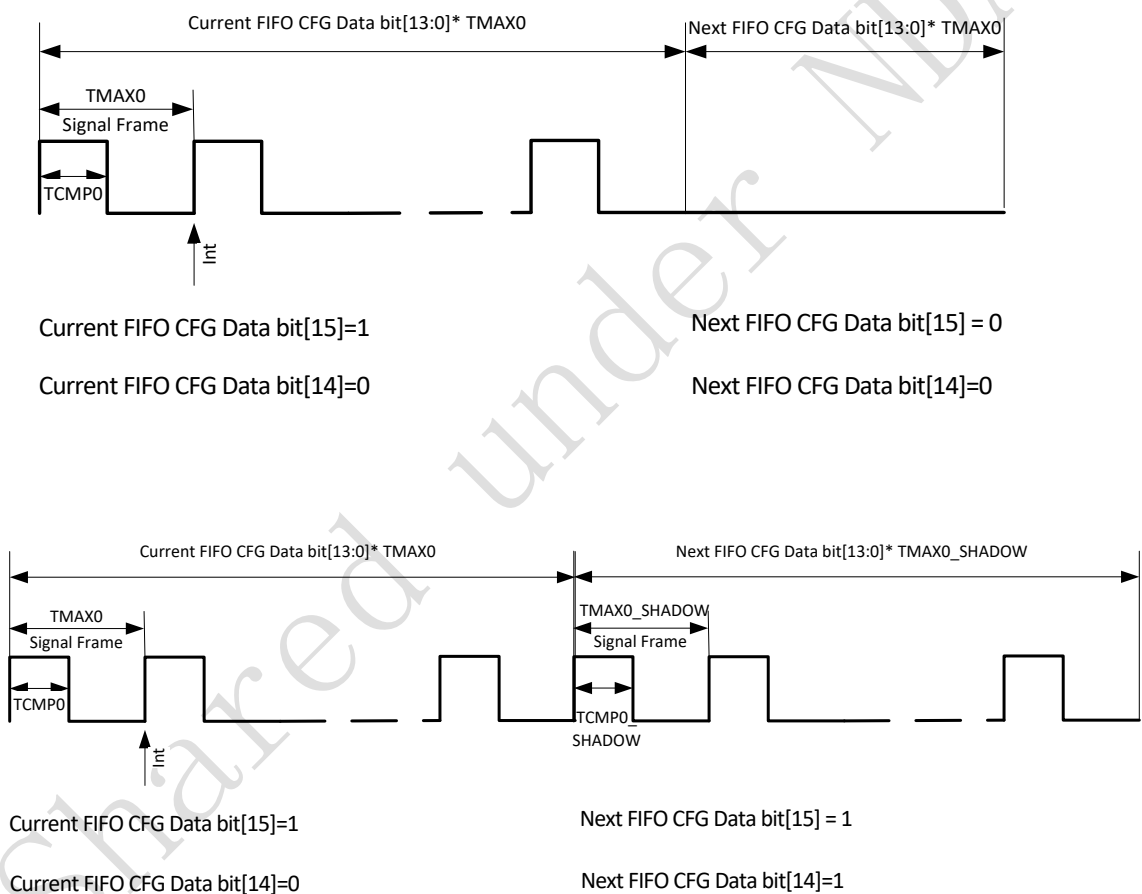 Current FIFO CFG Data bit[13:0]* TMAX0
Next FIFO CFG Data bit[13:0]* TMAX0
TMAX0
Signal Frame
TCMP0
Int
Current FIFO CFG Data bit[15]=1
Next FIFO CFG Data bit[15] = 0
Current FIFO CFG Data bit[14]=0
Next FIFO CFG Data bit[14]=0
Current FIFO CFG Data bit[13:0]* TMAX0
Next FIFO CFG Data bit[13:0]* TMAX0_SHADOW
TMAX0
Signal Frame
TMAX0_SHADOW
Signal Frame
TCMP0
TCMP0_
SHADOW
Int
Current FIFO CFG Data bit[15]=1
Next FIFO CFG Data bit[15] = 1
Current FIFO CFG Data bit[14]=0
Next FIFO CFG Data bit[14]=1
Shared under ND